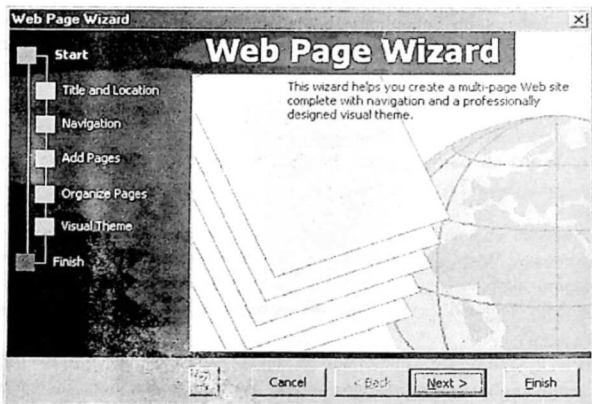 Web Page Wizard
Start
Title and Location
Navigation
Add Pages
Organize Pages
Visual Theme
Finish
Web Page Wizard
This wizard helps you create a multi-page Web site
complete with navigation and a professionally
designed visual theme.
Cancel < Back Next > Finish